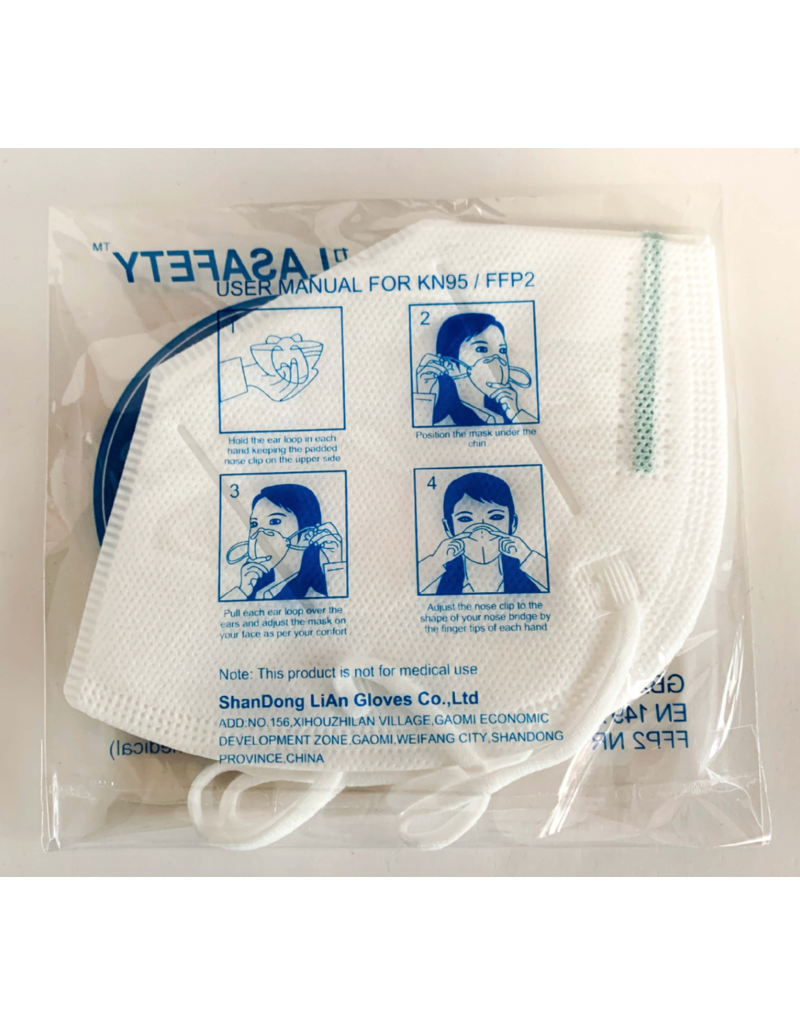 LASAFETY™
USER MANUAL FOR KN95 / FFP2
1
Hold the ear loop in each
hand keeping the padded
nose clip on the upper side
2
Position the mask under the
chin
3
Pull each ear loop over the
ears and adjust the mask on
your face as per your confort
4
Adjust the nose clip to the
shape of your nose bridge by
the finger tips of each hand
Note: This product is not for medical use
ShanDong LiAn Gloves Co.,Ltd
ADD:NO.156,XIHOUZHILAN VILLAGE,GAOMI ECONOMIC
DEVELOPMENT ZONE,GAOMI,WEIFANG CITY,SHANDONG
PROVINCE,CHINA
EN 149
FFP2 NR